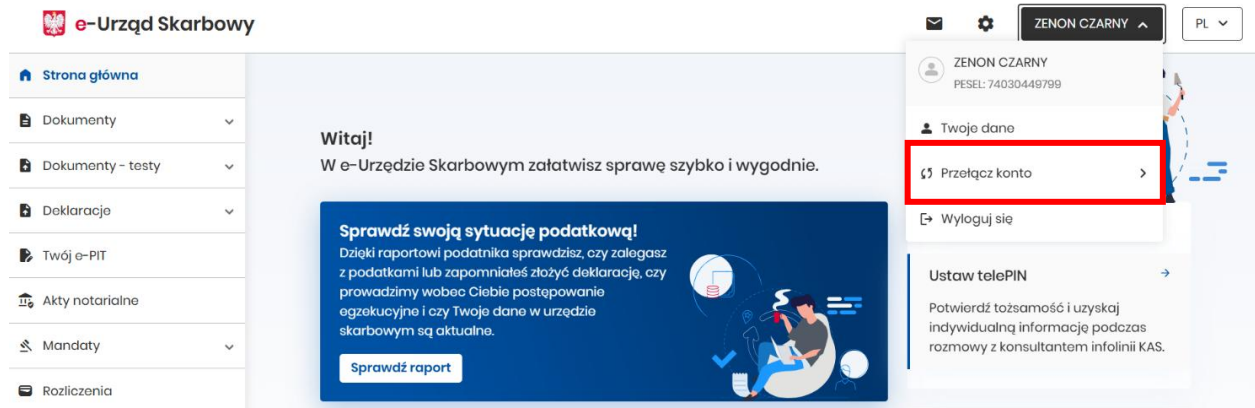 e-Urząd Skarbowy
ZENON CZARNY
PL
Strona główna
Dokumenty
Dokumenty - testy
Deklaracje
Twój e-PIT
Akty notarialne
Mandaty
Rozliczenia
Witaj!
W e-Urzędzie Skarbowym załatwisz sprawę szybko i wygodnie.
Sprawdź swoją sytuację podatkową!
Dzięki raportowi podatnika sprawdzisz, czy zalegasz
z podatkami lub zapomniałeś złożyć deklarację, czy
prowadzimy wobec Ciebie postępowanie
egzekucyjne i czy Twoje dane w urzędzie
skarbowym są aktualne.
Sprawdź raport
ZENON CZARNY
PESEL: 74030449799
Twoje dane
Przełącz konto
Wyloguj się
Ustaw telePIN
Potwierdź tożsamość i uzyskaj
indywidualną informację podczas
rozmowy z konsultantem infolinii KAS.